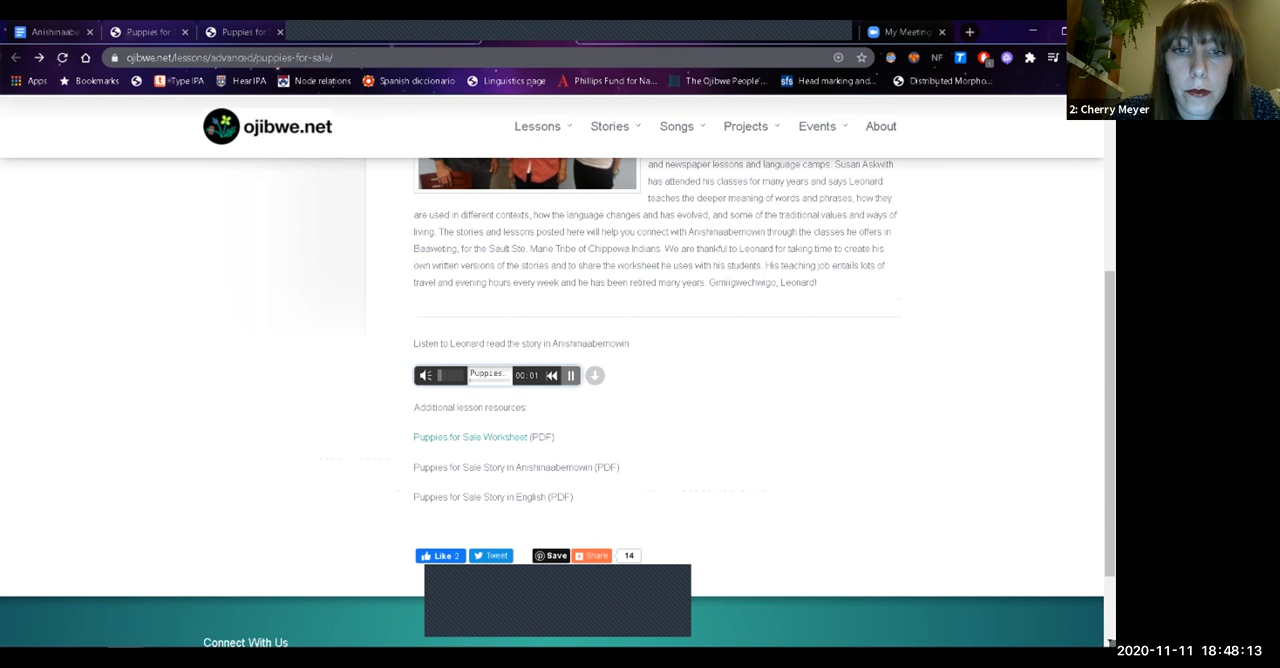 Anishinaabe
Puppies for
Puppies for
My Meeting
ojibwe.net/lessons/advanced/puppies-for-sale/
NF
Apps
Bookmarks
†Type IPA
Hear IPA
Node relations
Spanish diccionario
Linguistics page
Phillips Fund for Na...
The Ojibwe People'...
sfs
Head marking and...
Distributed Morpho...
2: Cherry Meyer
ojibwe.net
Lessons
Stories
Songs
Projects
Events
About
and newspaper lessons and language camps. Susan Askwith
has attended his classes for many years and says Leonard
teaches the deeper meaning of words and phrases, how they
are used in different contexts, how the language changes and has evolved, and some of the traditional values and ways of
living. The stories and lessons posted here will help you connect with Anishinaabemowin through the classes he offers in
Baaweting, for the Sault Ste. Marie Tribe of Chippewa Indians. We are thankful to Leonard for taking time to create his
own written versions of the stories and to share the worksheet he uses with his students. His teaching job entails lots of
travel and evening hours every week and he has been retired many years. Gimiigwechwigo, Leonard!
Listen to Leonard read the story in Anishinaabemowin
Puppies.
00:01
Additional lesson resources:
Puppies for Sale Worksheet (PDF)
Puppies for Sale Story in Anishinaabemowin (PDF)
Puppies for Sale Story in English (PDF)
Like 2
Tweet
Save
Share
14
Connect With Us
2020-11-11 18:48:13